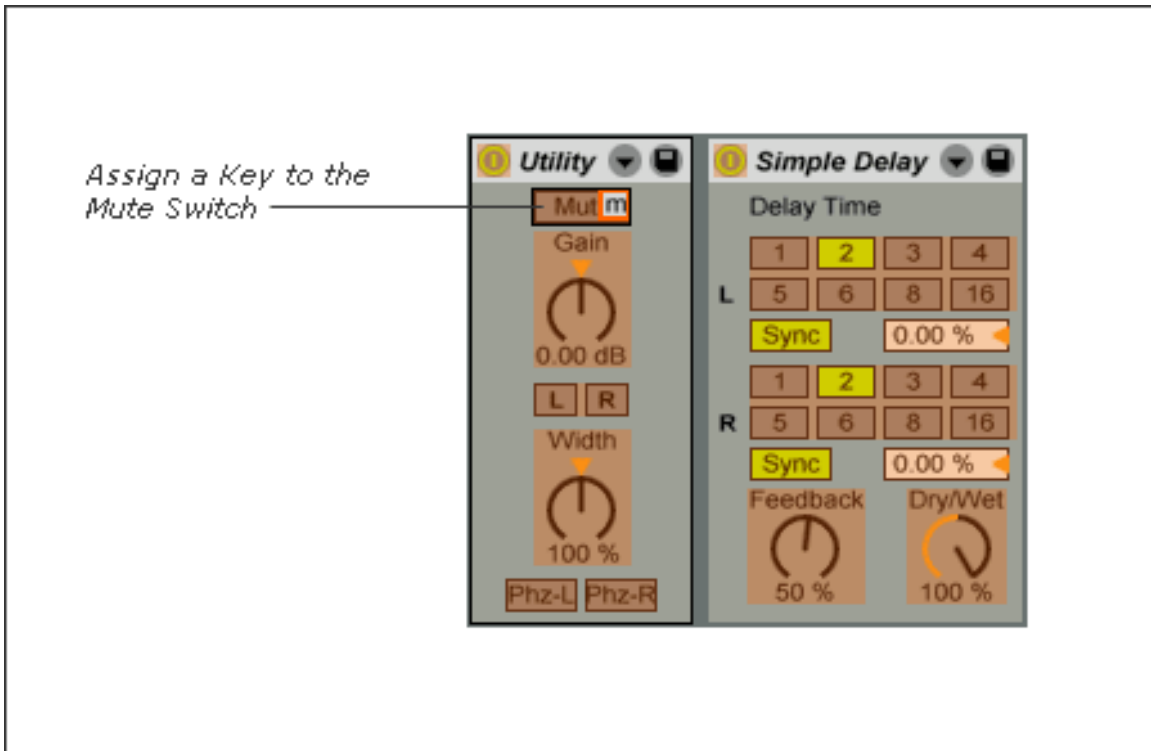 Assign a Key to the
Mute Switch
Utility
Mut m
Gain
0.00 dB
L R
Width
100 %
Phz-L Phz-R
Simple Delay
Delay Time
1 2 3 4
L 5 6 8 16
Sync 0.00 %
1 2 3 4
R 5 6 8 16
Sync 0.00 %
Feedback Dry/Wet
50 % 100 %